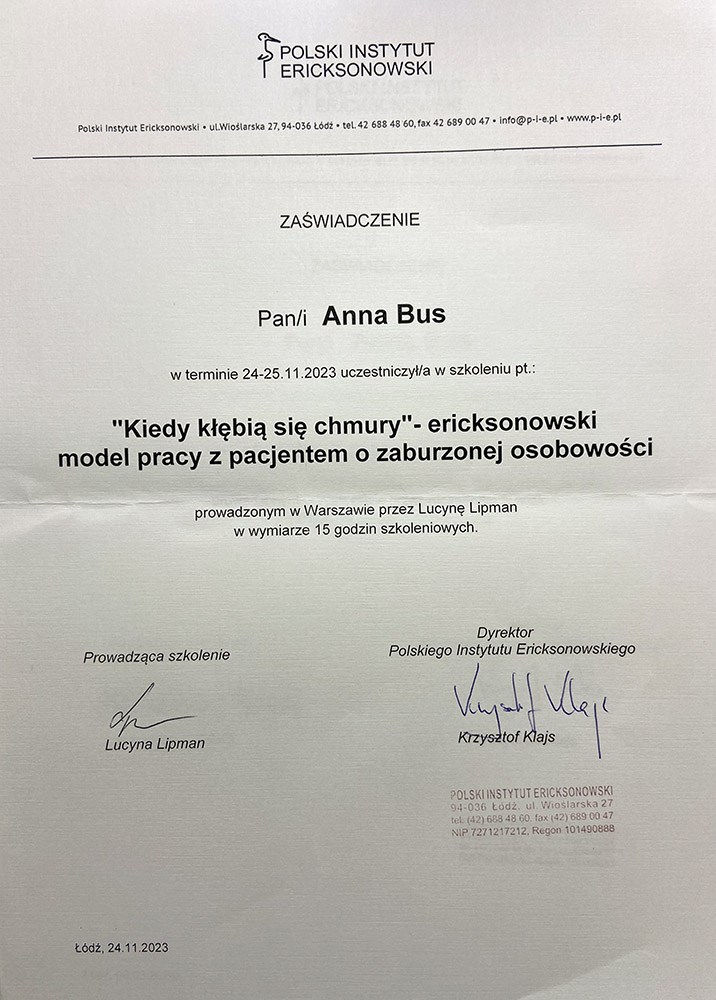 POLSKI INSTYTUT
ERICKSONOWSKI
Polski Instytut Ericksonowski • ul.Wioślarska 27, 94-036 Łódź • tel. 42 688 48 60, fax 42 689 00 47 • info@p-i-e.pl • www.p-i-e.pl
ZAŚWIADCZENIE
Pan/i Anna Bus
w terminie 24-25.11.2023 uczestniczył/a w szkoleniu pt.:
"Kiedy kłębią się chmury"- ericksonowski
model pracy z pacjentem o zaburzonej osobowości
prowadzonym w Warszawie przez Lucynę Lipman
w wymiarze 15 godzin szkoleniowych.
Prowadząca szkolenie
Lucyna Lipman
Dyrektor
Polskiego Instytutu Ericksonowskiego
Krzysztof Klajs
Krzysztof Klajs
POLSKI INSTYTUT ERICKSONOWSKI
94-036 Łódź, ul. Wioślarska 27
tel. (42) 688 48 60 fax (42) 689 00 47
NIP 7271217212, Regon 101490888
Łódź, 24.11.2023